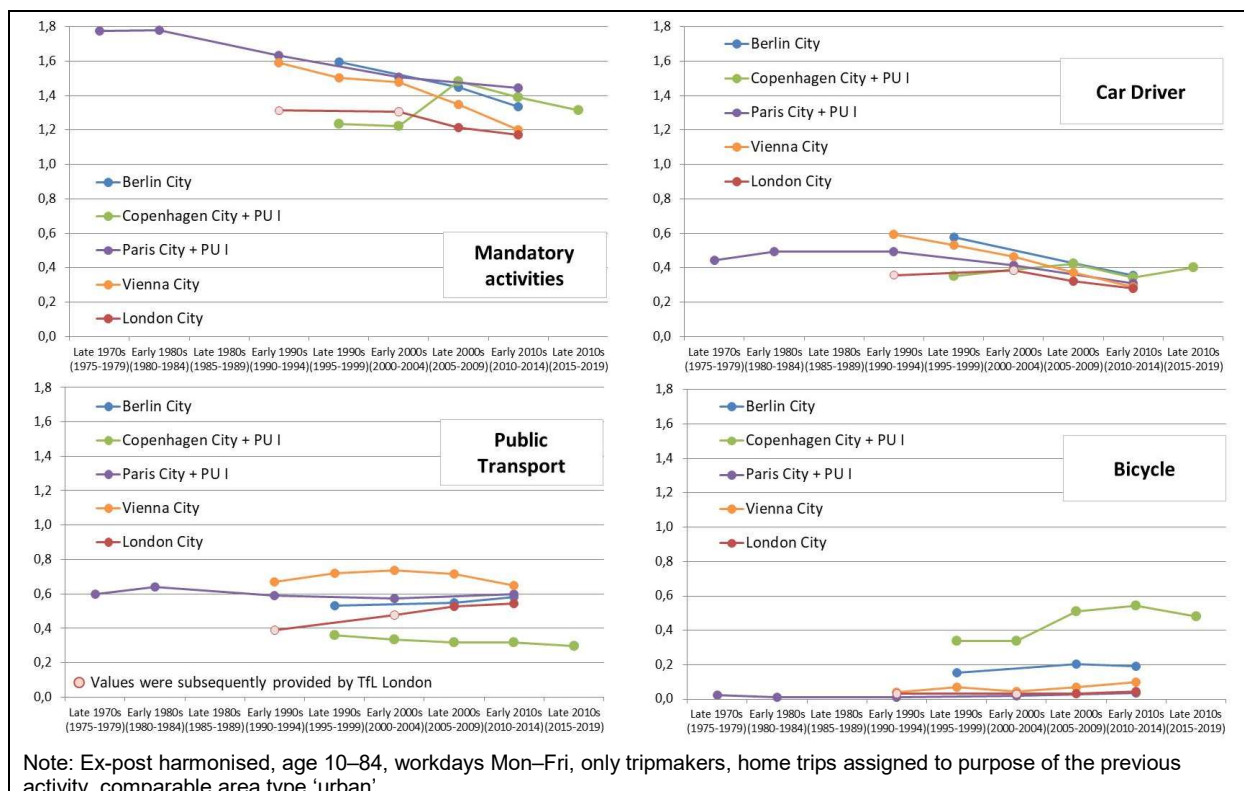 1,8
1,6
1,4
1,2
1,0
0,8
0,6
0,4
0,2
0,0
Berlin City
Copenhagen City + PU I
Paris City + PU I
Vienna City
London City
Mandatory
activities
Late 1970s Early 1980s Late 1980s Early 1990s Late 1990s Early 2000s Late 2000s Early 2010s Late 2010s
(1975-1979)(1980-1984)(1985-1989)(1990-1994)(1995-1999)(2000-2004)(2005-2009)(2010-2014)(2015-2019)
1,8
1,6
1,4
1,2
1,0
0,8
0,6
0,4
0,2
0,0
Berlin City
Copenhagen City + PU I
Paris City + PU I
Vienna City
London City
Car Driver
Late 1970s Early 1980s Late 1980s Early 1990s Late 1990s Early 2000s Late 2000s Early 2010s Late 2010s
(1975-1979)(1980-1984)(1985-1989)(1990-1994)(1995-1999)(2000-2004)(2005-2009)(2010-2014)(2015-2019)
1,8
1,6
1,4
1,2
1,0
0,8
0,6
0,4
0,2
0,0
Berlin City
Copenhagen City + PU I
Paris City + PU I
Vienna City
London City
Public
Transport
Values were subsequently provided by TfL London
Late 1970s Early 1980s Late 1980s Early 1990s Late 1990s Early 2000s Late 2000s Early 2010s Late 2010s
(1975-1979)(1980-1984)(1985-1989)(1990-1994)(1995-1999)(2000-2004)(2005-2009)(2010-2014)(2015-2019)
1,8
1,6
1,4
1,2
1,0
0,8
0,6
0,4
0,2
0,0
Berlin City
Copenhagen City + PU I
Paris City + PU I
Vienna City
London City
Bicycle
Late 1970s Early 1980s Late 1980s Early 1990s Late 1990s Early 2000s Late 2000s Early 2010s Late 2010s
(1975-1979)(1980-1984)(1985-1989)(1990-1994)(1995-1999)(2000-2004)(2005-2009)(2010-2014)(2015-2019)
Note: Ex-post harmonised, age 10–84, workdays Mon–Fri, only tripmakers, home trips assigned to purpose of the previous
activity, comparable area type ‘urban’